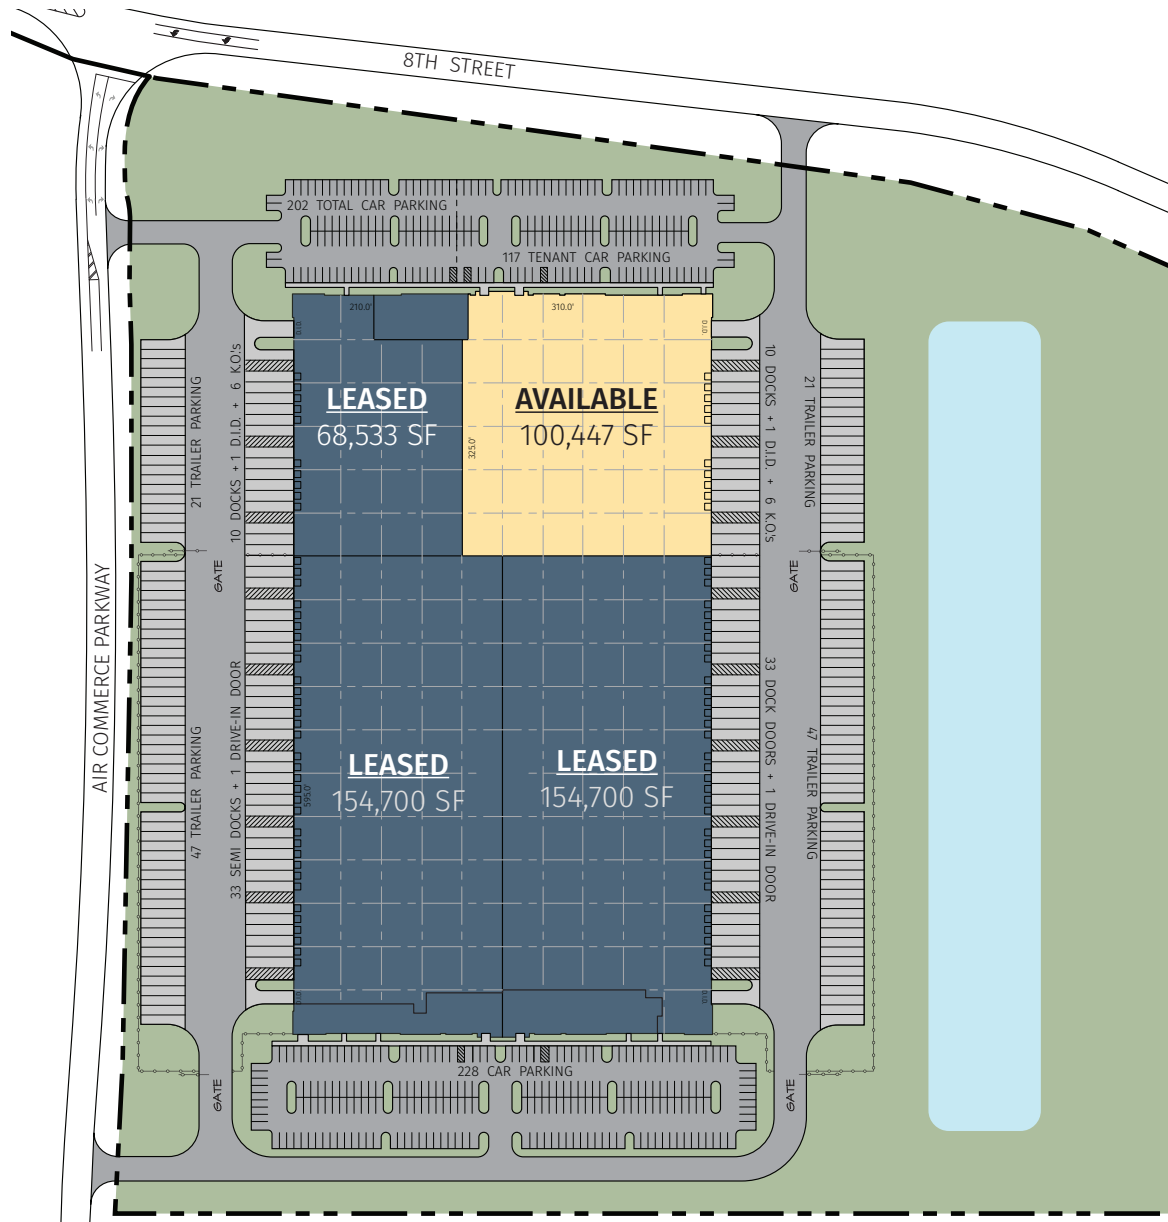 8TH STREET
202 TOTAL CAR PARKING
117 TENANT CAR PARKING
210.0'
310.0'
D.I.D.
D.I.D.
LEASED
68,533 SF
AVAILABLE
100,447 SF
325.0'
21 TRAILER PARKING
10 DOCKS +1 D.I.D. + 6 K.O.'s
10 DOCKS +1 D.I.D. + 6 K.O.'s
21 TRAILER PARKING
GATE
GATE
AIR COMMERCE PARKWAY
47 TRAILER PARKING
33 SEMI DOCKS + 1 DRIVE-IN DOOR
595.0'
LEASED
154,700 SF
LEASED
154,700 SF
33 DOCK DOORS + 1 DRIVE-IN DOOR
47 TRAILER PARKING
D.I.D.
D.I.D.
228 CAR PARKING
GATE
GATE